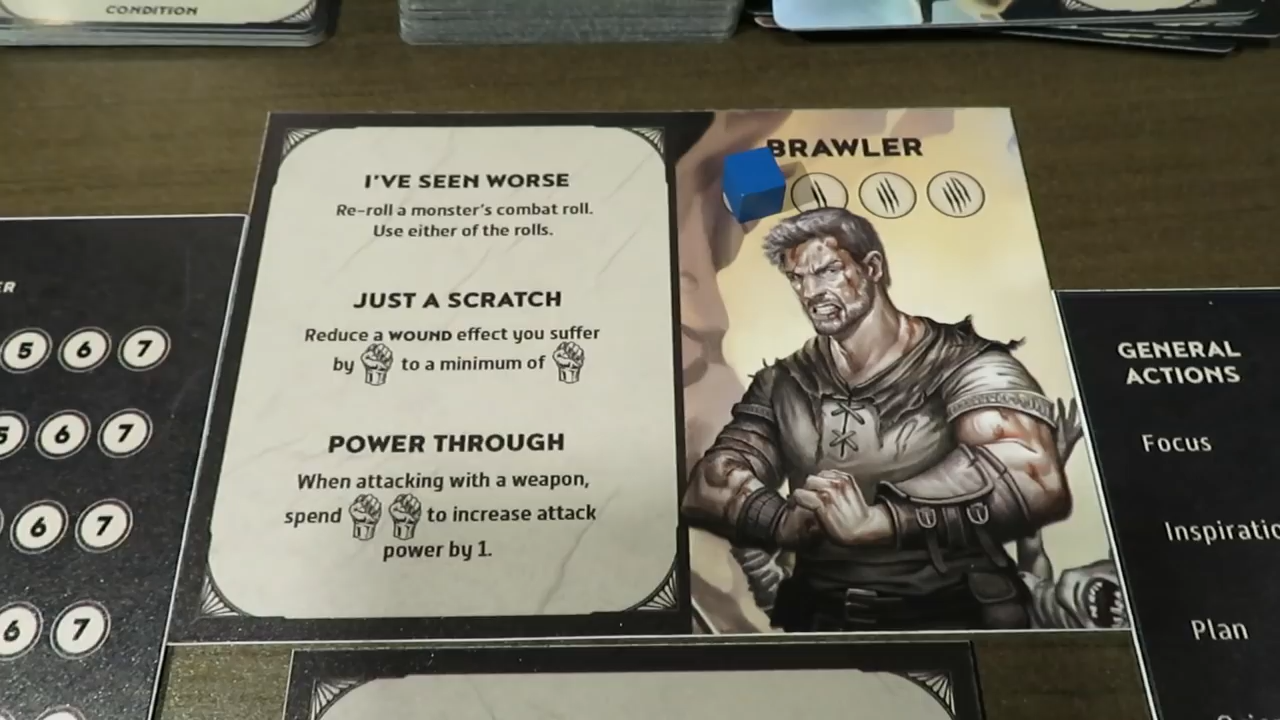 CONDITION
I'VE SEEN WORSE
Re-roll a monster's combat roll.
Use either of the rolls.
JUST A SCRATCH
Reduce a WOUND effect you suffer
by to a minimum of
POWER THROUGH
When attacking with a weapon,
spend to increase attack
power by 1.
BRAWLER
5 6 7
5 6 7
6 7
6 7
GENERAL
ACTIONS
Focus
Plan